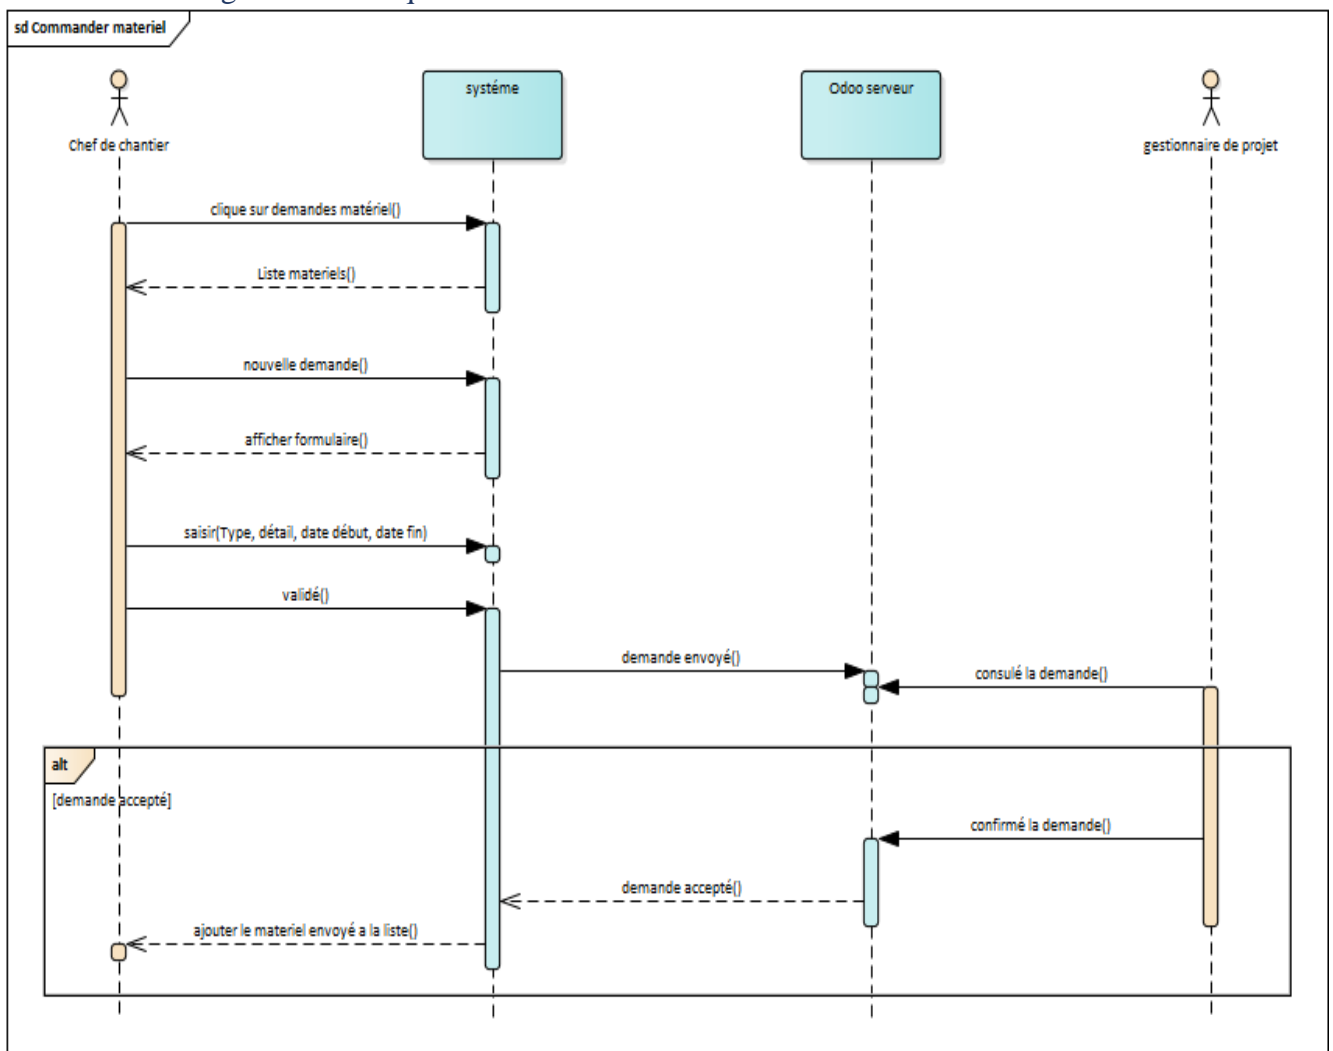 sd Commander materiel
Chef de chantier
systéme
Odoo serveur
gestionnaire de projet
clique sur demandes matériel()
Liste materiels()
nouvelle demande()
afficher formulaire()
saisir(Type, détail, date début, date fin)
validé()
demande envoyé()
consulé la demande()
alt
[demande accepté]
confirmé la demande()
demande accepté()
ajouter le materiel envoyé a la liste()